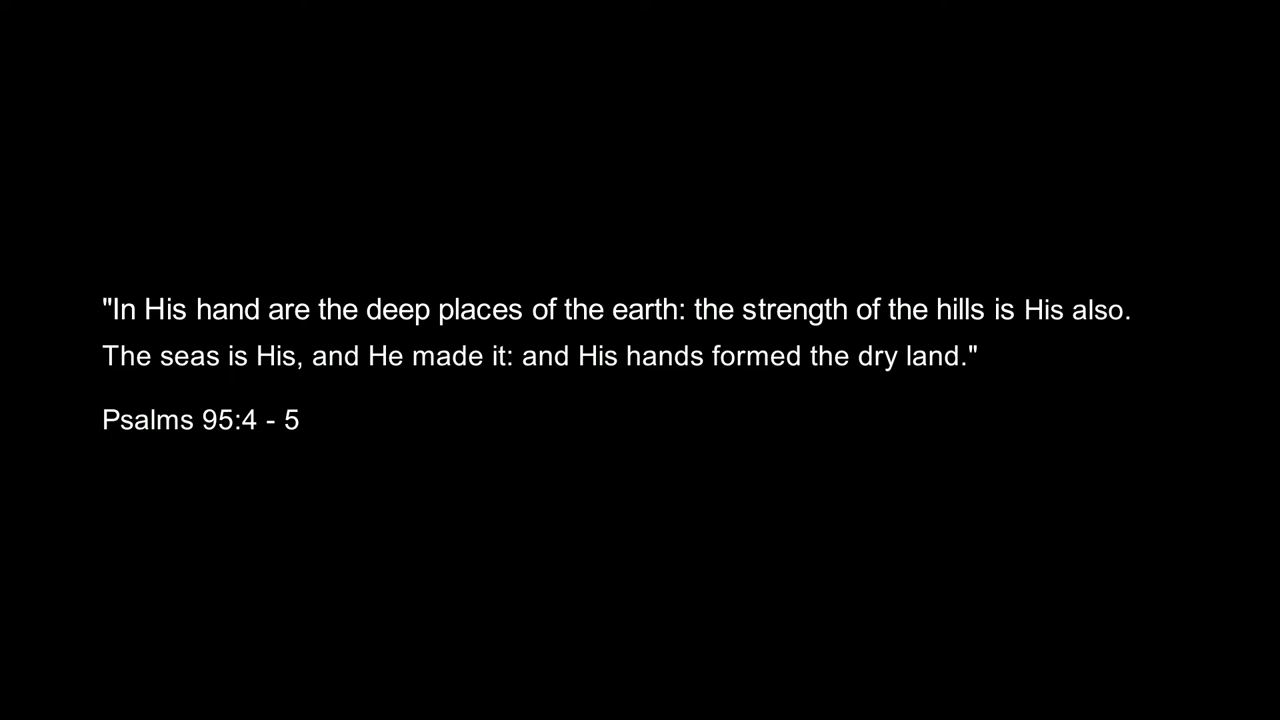 "In His hand are the deep places of the earth: the strength of the hills is His also.
The seas is His, and He made it: and His hands formed the dry land."
Psalms 95:4 - 5